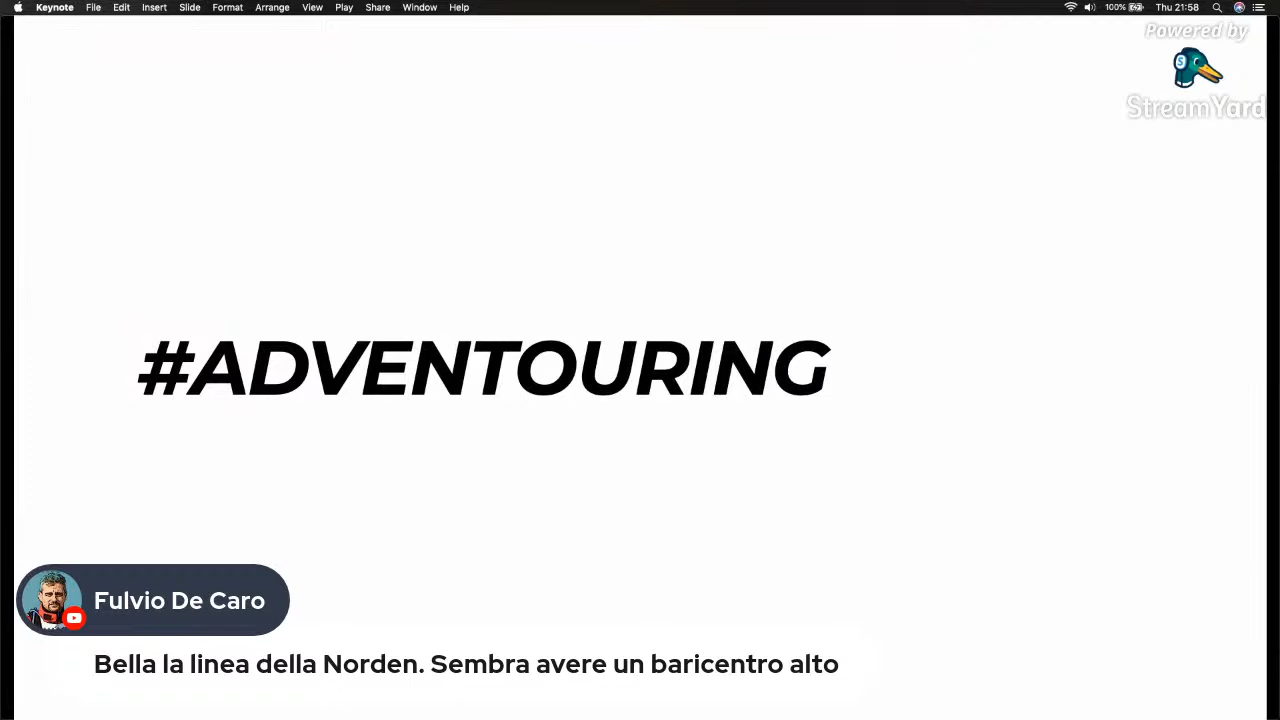 Keynote File Edit Insert Slide Format Arrange View Play Share Window Help 100% Thu 21:58
Powered by
S
StreamYard
#ADVENTOURING
Fulvio De Caro
Bella la linea della Norden. Sembra avere un baricentro alto